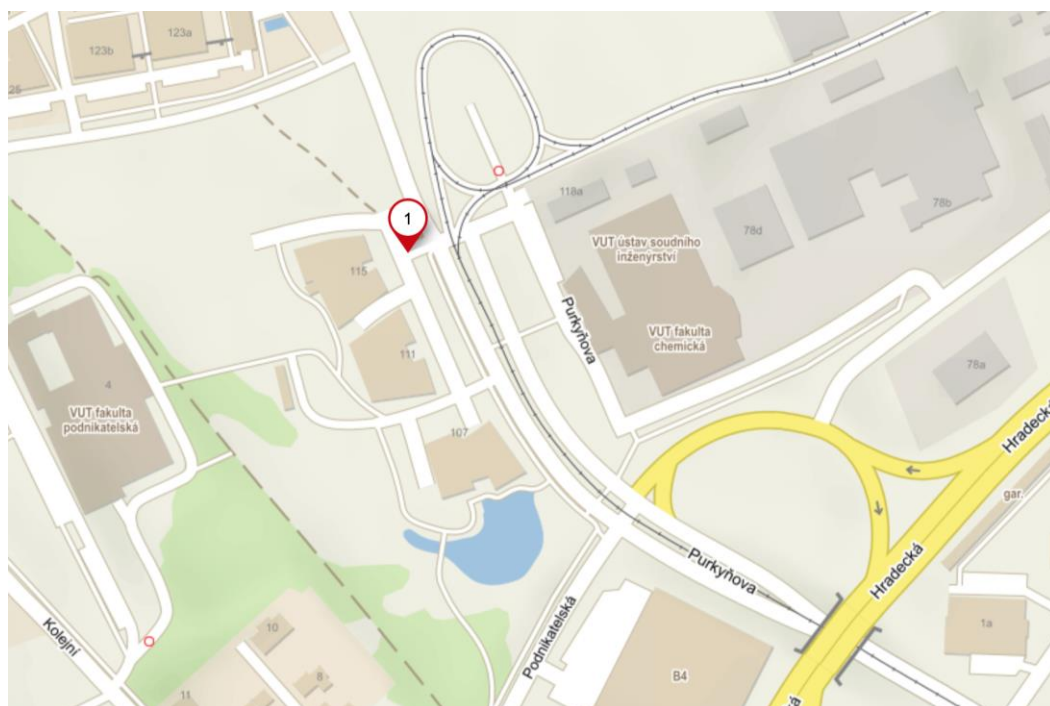 123a
123b
25
1
118a
78b
78d
VUT ústav soudního
inženýrství
115
Purkyňova
VUT fakulta
chemická
111
78a
4
VUT fakulta
podnikatelská
107
Hradecká
gar.
Purkyňova
Hradecká
Podnikatelská
Kolejní
10
8
11
B4
1a